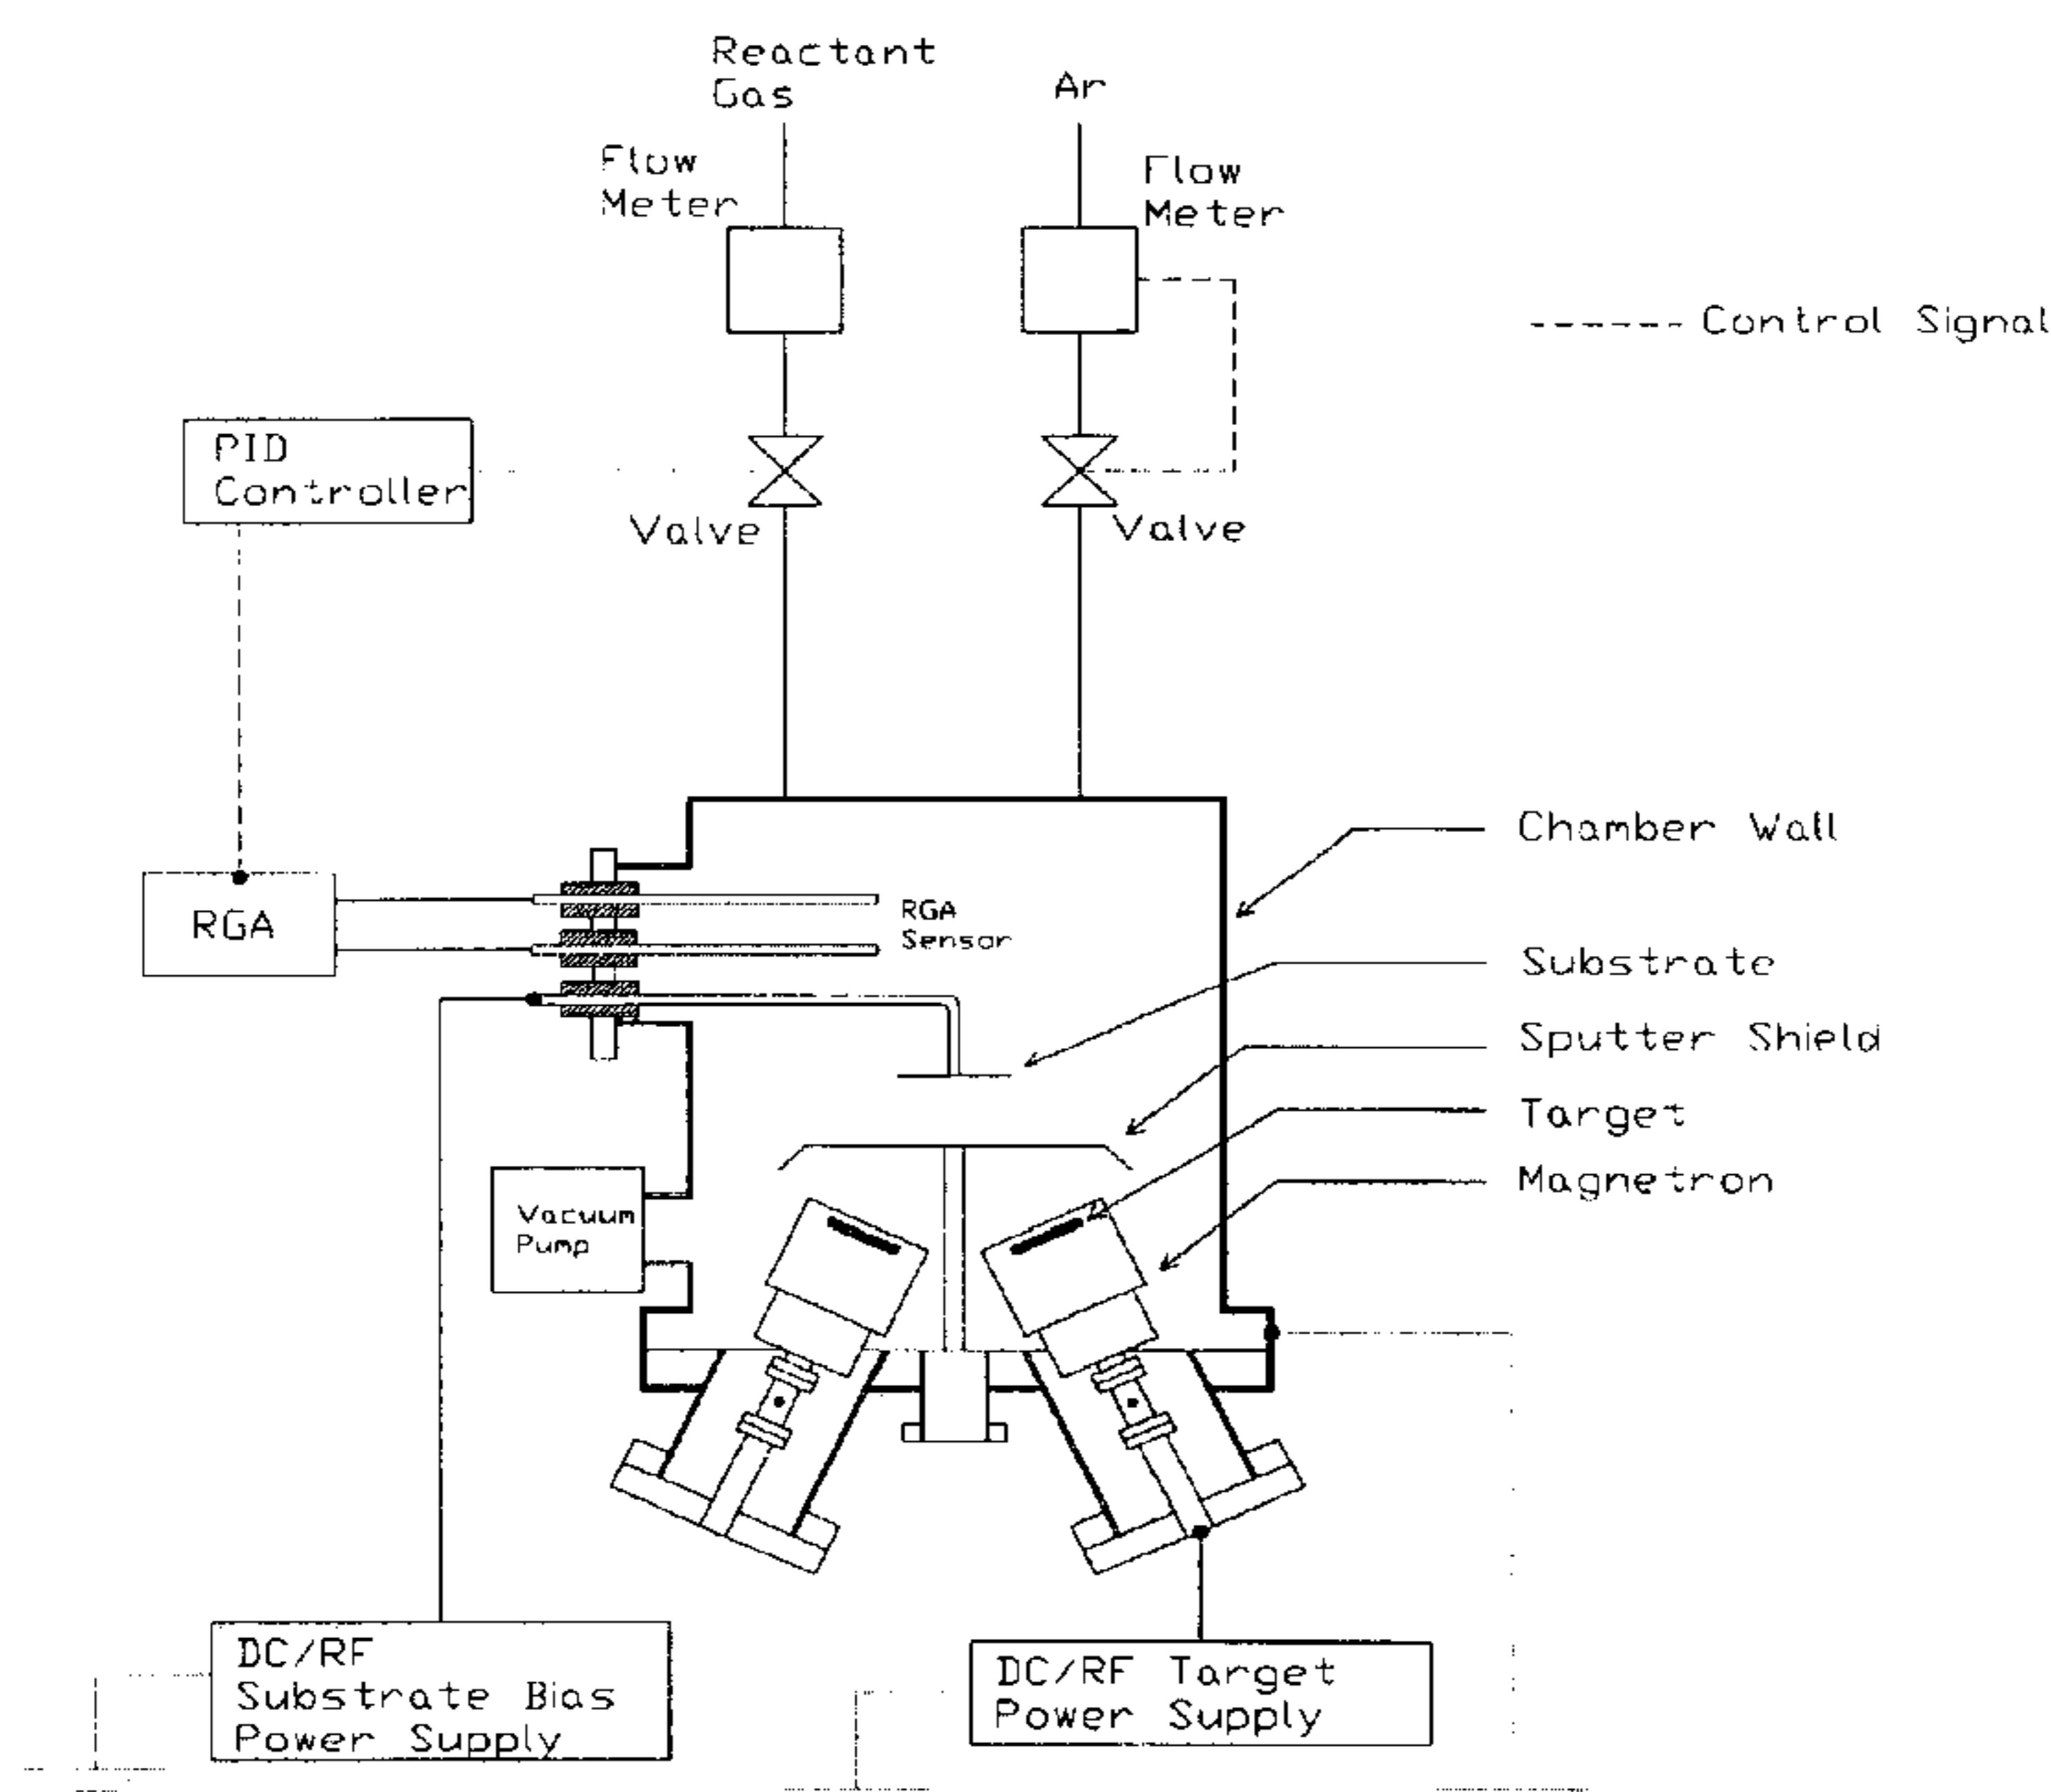 Reactant
Gas
Ar
Flow
Meter
Flow
Meter
Control Signal
PID
Controller
Valve
Valve
Chamber Wall
RGA
RGA
Sensor
Substrate
Sputter Shield
Target
Magnetron
Vacuum
Pump
DC/RF
Substrate Bias
Power Supply
DC/RF Target
Power Supply